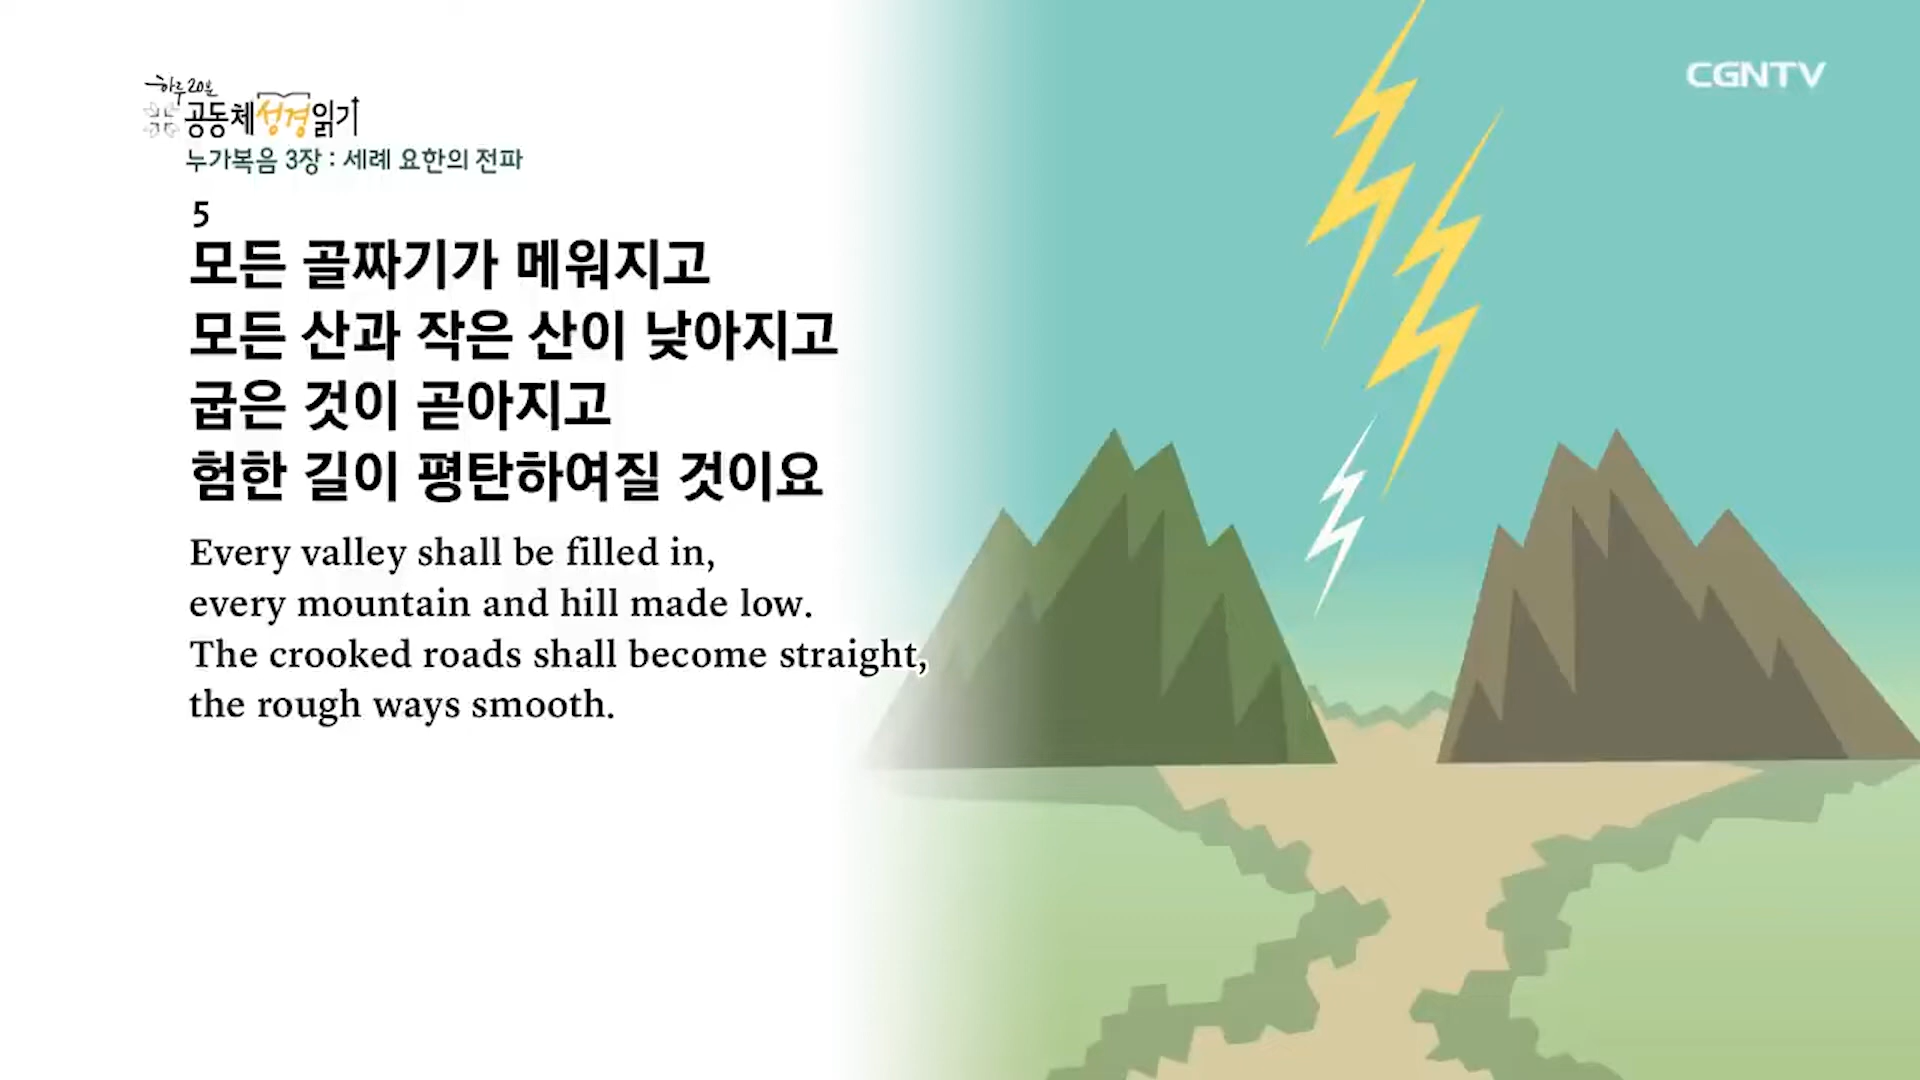 하루 20분
공동체성경읽기
CGNTV
누가복음 3장 : 세례 요한의 전파
5
모든 골짜기가 메워지고
모든 산과 작은 산이 낮아지고
굽은 것이 곧아지고
험한 길이 평탄하여질 것이요
Every valley shall be filled in,
every mountain and hill made low.
The crooked roads shall become straight,
the rough ways smooth.